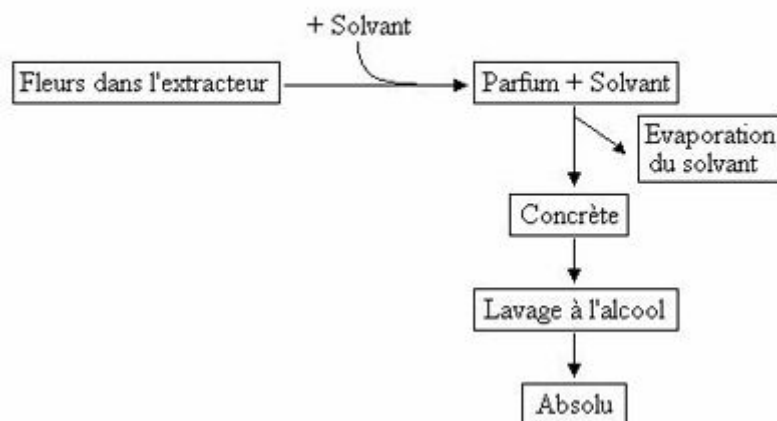 + Solvant
Fleurs dans l'extracteur
Parfum + Solvant
Evaporation
du solvant
Concrète
Lavage à l'alcool
Absolu